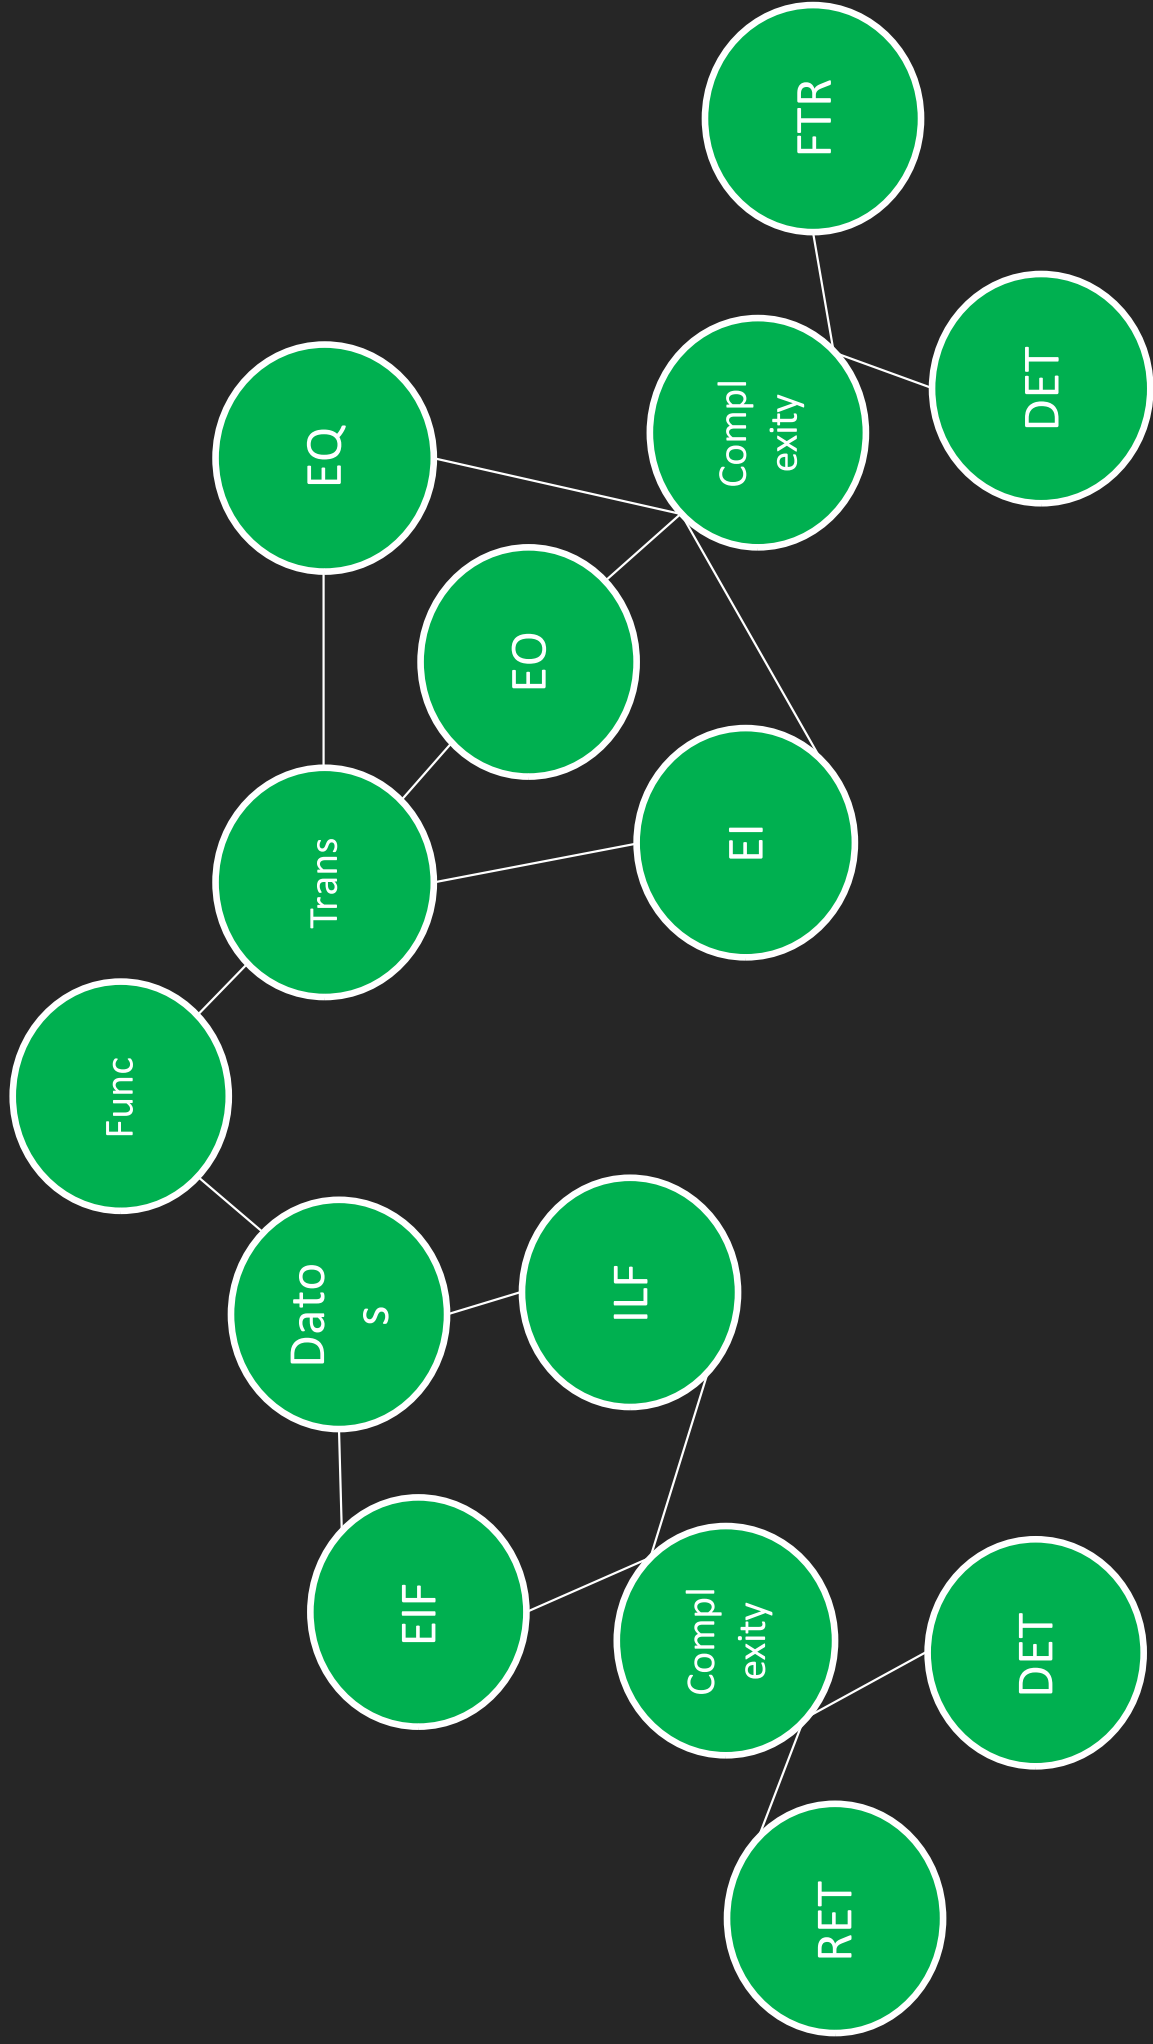 Func
Dato
s
Trans
EQ
EIF
EO
ILF
EI
Compl
exity
Compl
exity
RET
FTR
DET
DET